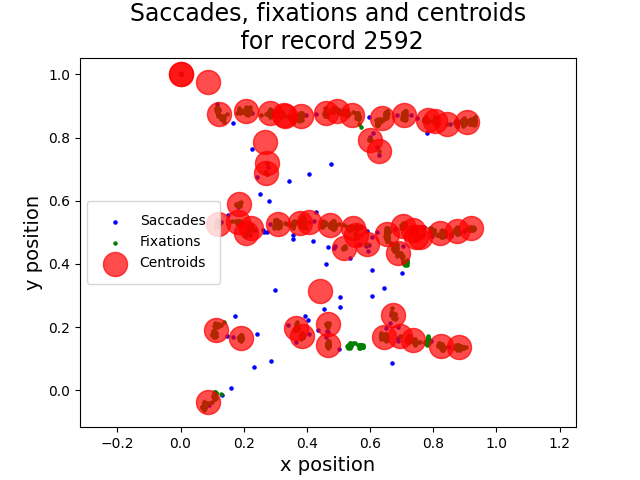 Saccades, fixations and centroids
for record 2592
1.0
0.8
0.6
0.4
0.2
0.0
y position
Saccades
Fixations
Centroids
−0.2
0.0
0.2
0.4
0.6
0.8
1.0
1.2
x position